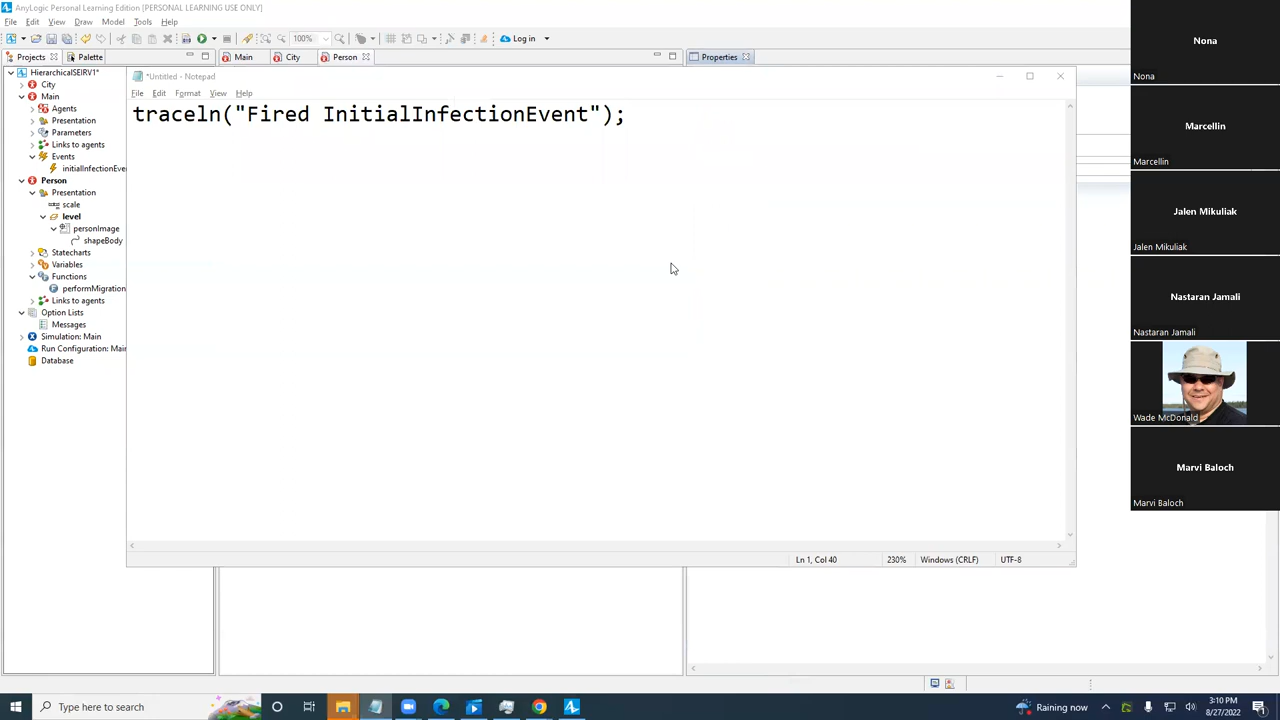 AnyLogic Personal Learning Edition [PERSONAL LEARNING USE ONLY]
File Edit View Draw Model Tools Help
100% Log in
Projects Palette Main City Person Properties
HierarchicalSEIRV1*
City
Main
Agents
Presentation
Parameters
Links to agents
Events
initialInfectionEve
Person
Presentation
scale
level
personImage
shapeBody
Statecharts
Variables
Functions
performMigration
Links to agents
Option Lists
Messages
Simulation: Main
Run Configuration: Main
Database
*Untitled - Notepad
File Edit Format View Help
traceln("Fired InitialInfectionEvent");
Ln 1, Col 40 230% Windows (CRLF) UTF-8
Nona
Nona
Marcellin
Marcellin
Jalen Mikuliak
Jalen Mikuliak
Nastaran Jamali
Nastaran Jamali
Wade McDonald
Marvi Baloch
Marvi Baloch
Type here to search
Raining now
3:10 PM
8/27/2022